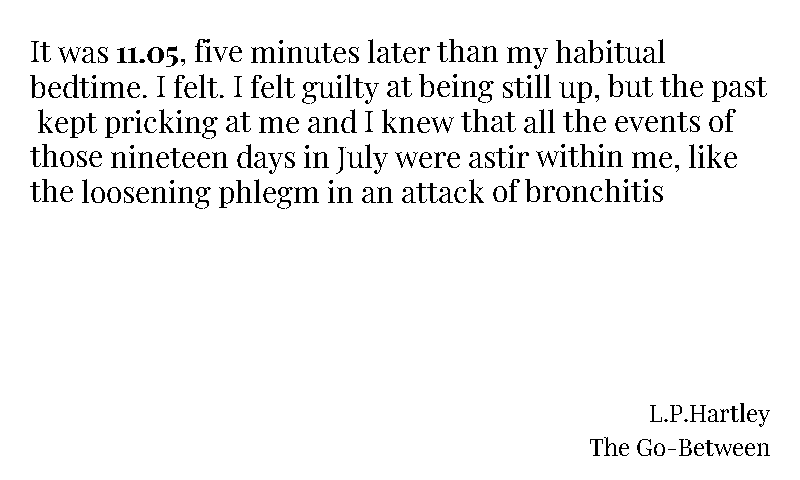 It was 11.05, five minutes later than my habitual
bedtime. I felt. I felt guilty at being still up, but the past
kept pricking at me and I knew that all the events of
those nineteen days in July were astir within me, like
the loosening phlegm in an attack of bronchitis
L.P.Hartley
The Go-Between